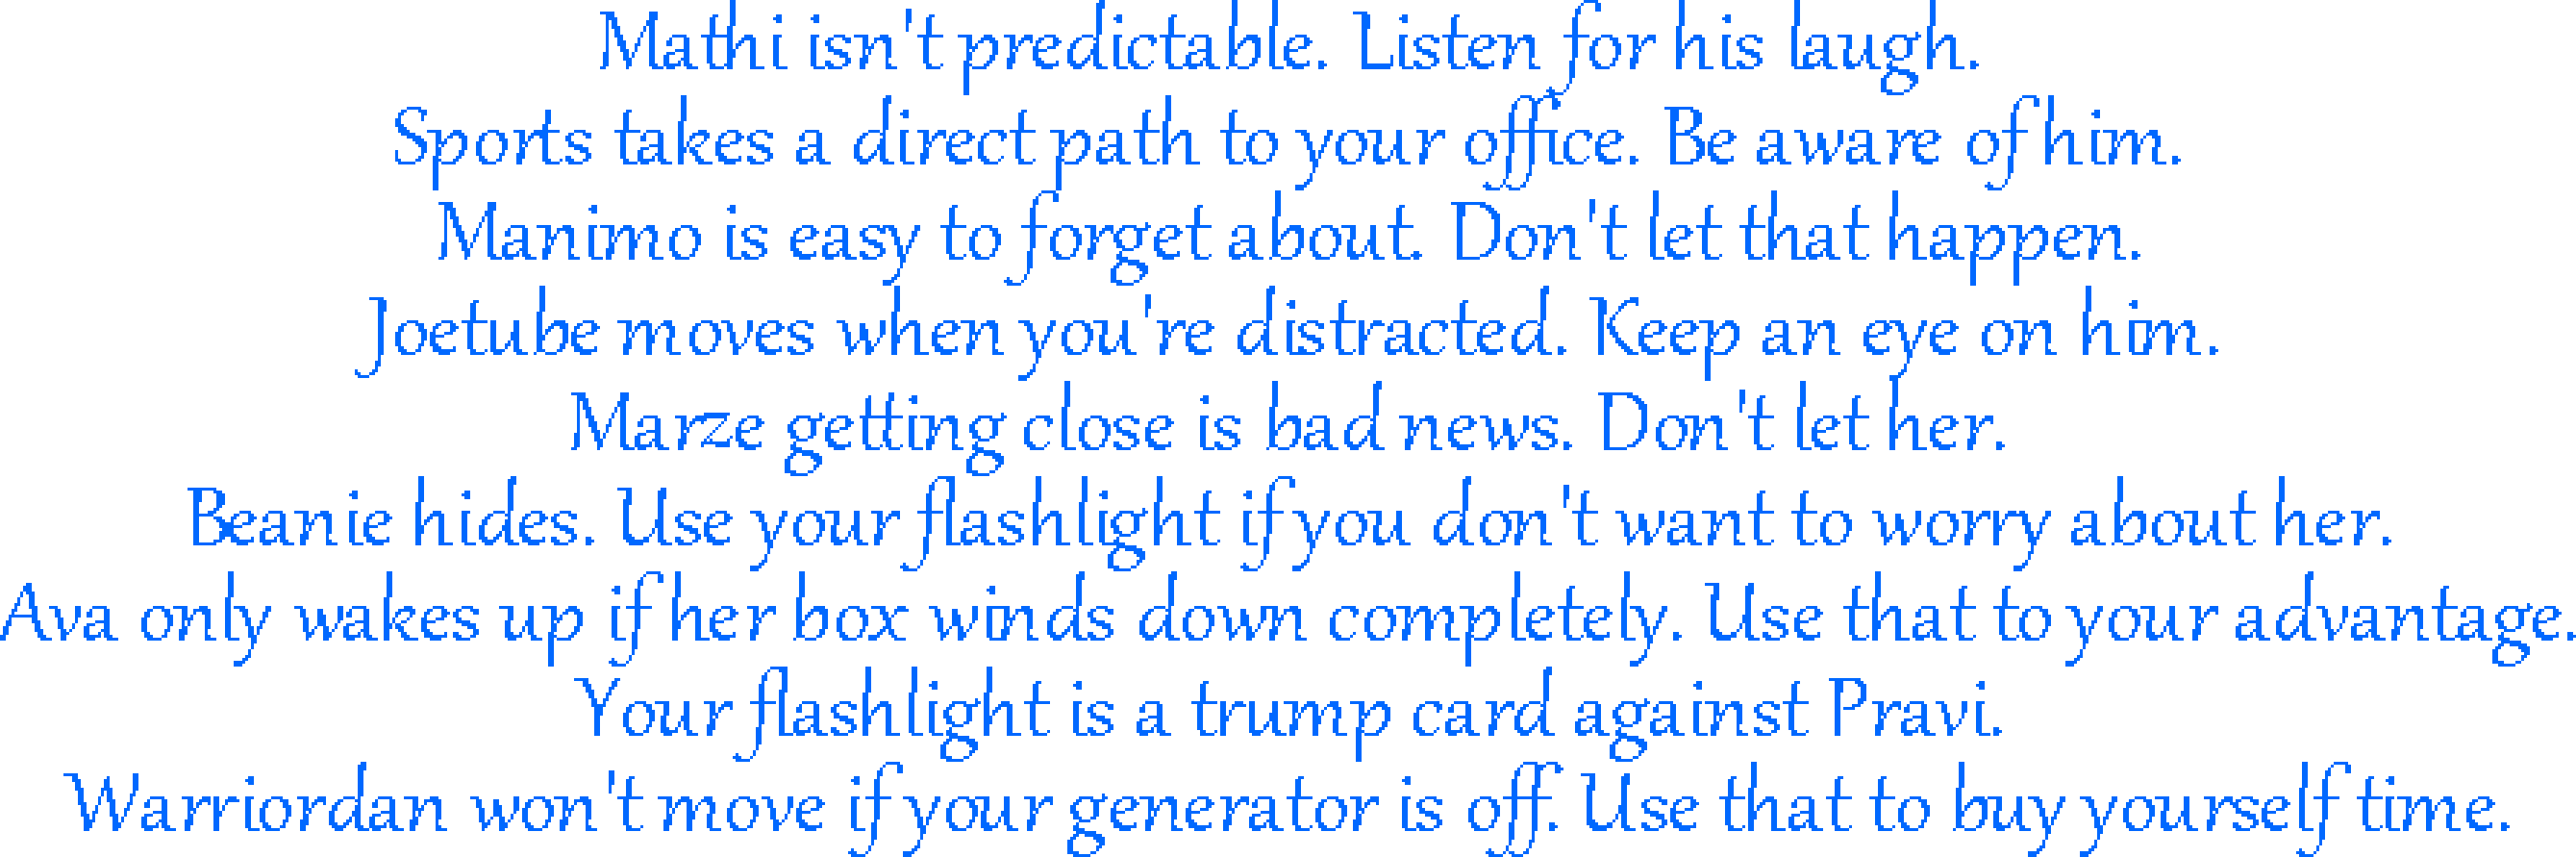 Mathi isn't predictable. Listen for his laugh.
Sports takes a direct path to your office. Be aware of him.
Manimo is easy to forget about. Don't let that happen.
Joetube moves when you're distracted. Keep an eye on him.
Marze getting close is bad news. Don't let her.
Beanie hides. Use your flashlight if you don't want to worry about her.
Ava only wakes up if her box winds down completely. Use that to your advantage.
Your flashlight is a trump card against Pravi.
Warriordan won't move if your generator is off. Use that to buy yourself time.